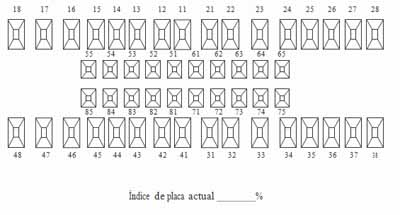 18 17 16 15 14 13 12 11 21 22 23 24 25 26 27 28
55 54 53 52 51 61 62 63 64 65
85 84 83 82 81 71 72 73 74 75
48 47 46 45 44 43 42 41 31 32 33 34 35 36 37 38
Índice de placa actual ________%